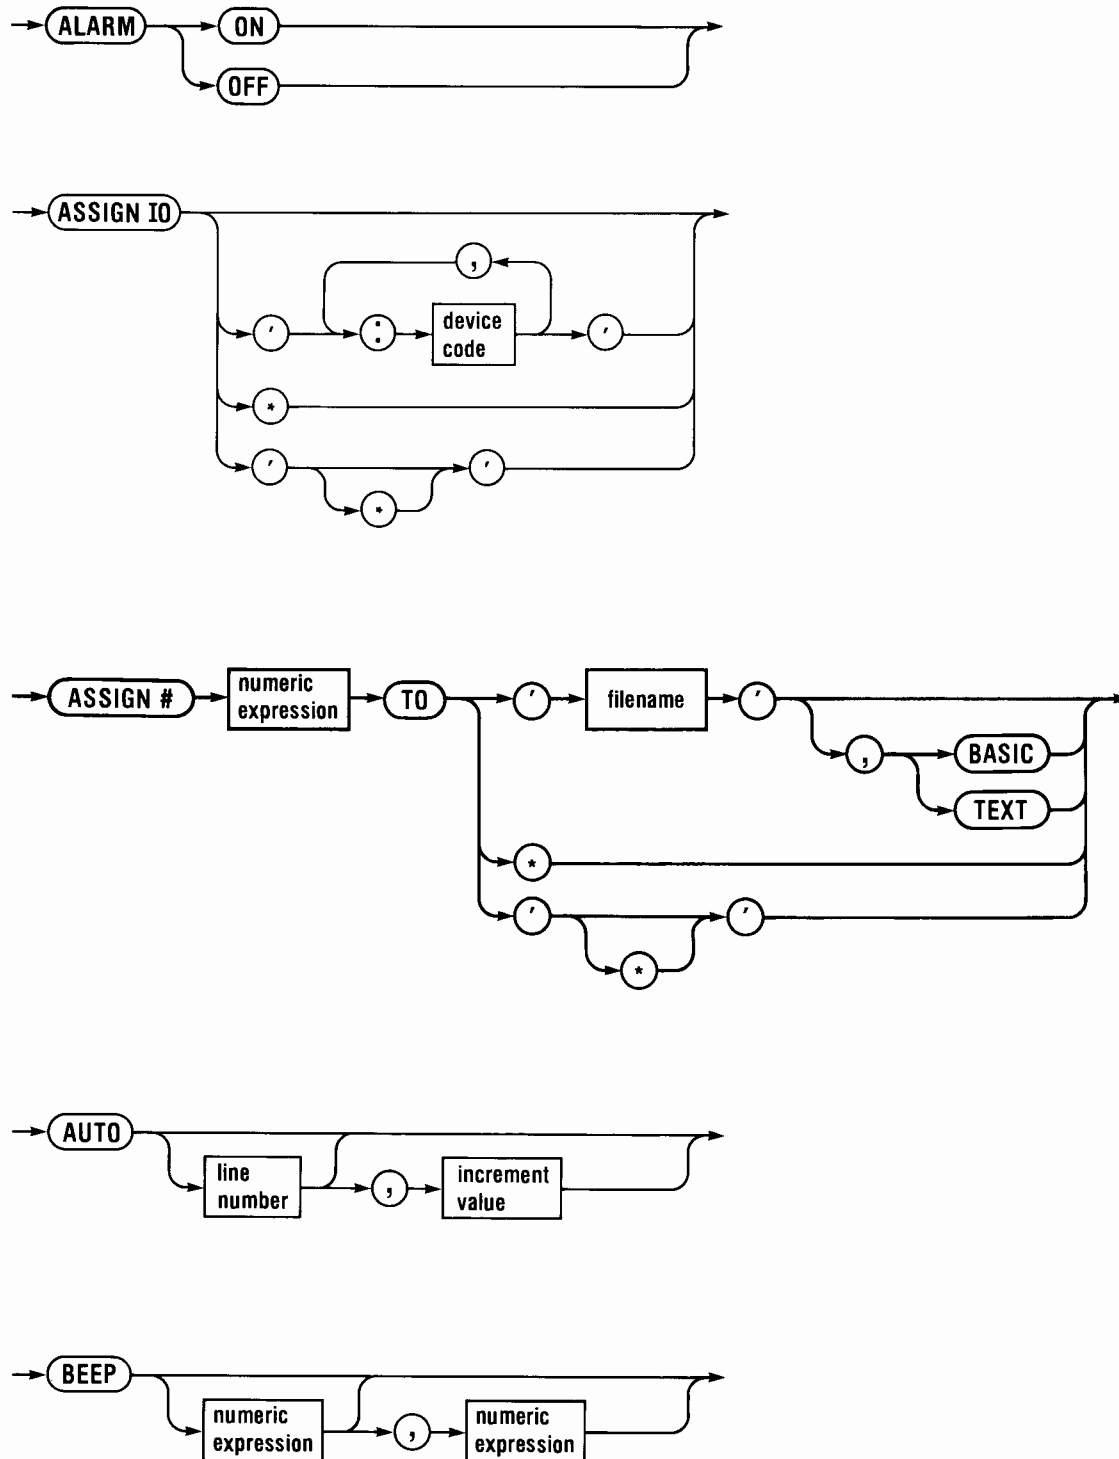 ALARM ON
OFF
ASSIGN IO
,
' : device code '
*
' '
*
ASSIGN # numeric expression TO ' filename '
, BASIC
TEXT
*
' '
*
AUTO
line number , increment value
BEEP
numeric expression , numeric expression